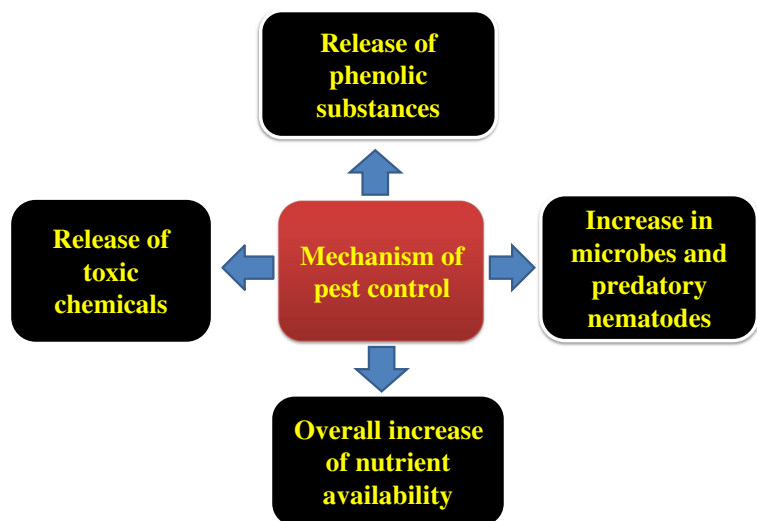 Release of
phenolic
substances
Release of
toxic
chemicals
Mechanism of
pest control
Increase in
microbes and
predatory
nematodes
Overall increase
of nutrient
availability